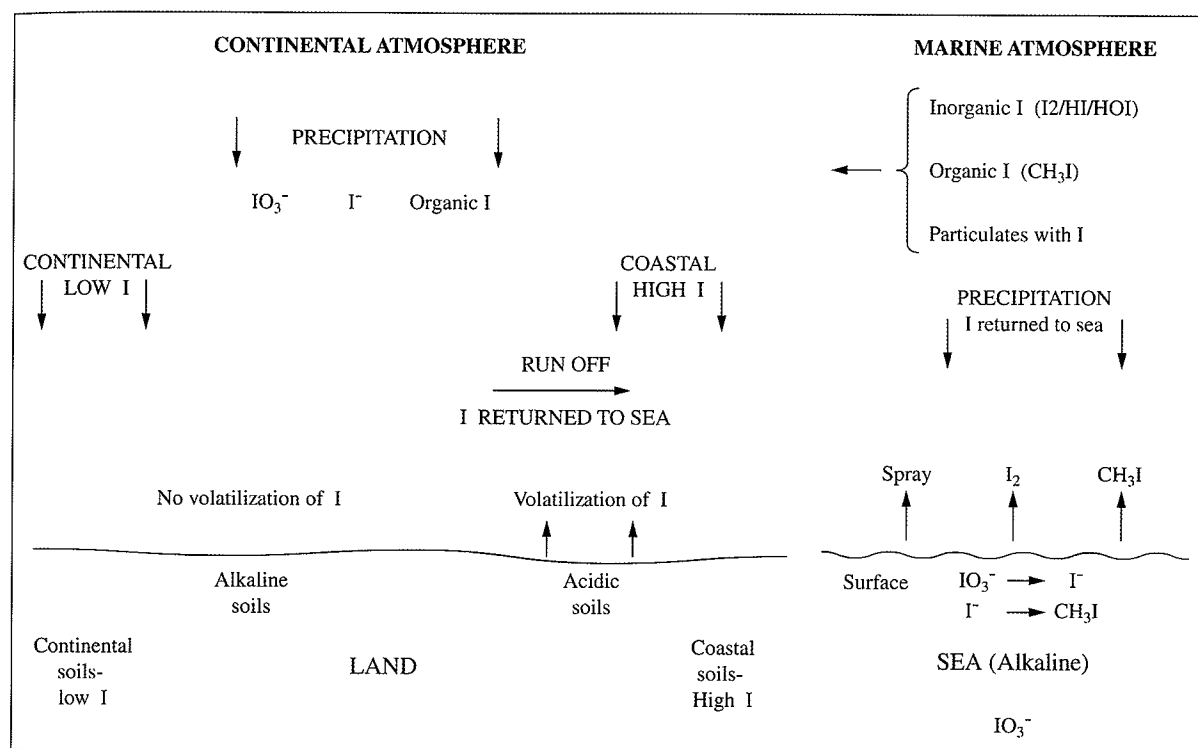 CONTINENTAL ATMOSPHERE
PRECIPITATION
IO₃⁻ I⁻ Organic I
CONTINENTAL
LOW I
COASTAL
HIGH I
RUN OFF
I RETURNED TO SEA
No volatilization of I
Volatilization of I
Alkaline
soils
Acidic
soils
Continental
soils-
low I
LAND
Coastal
soils-
High I
MARINE ATMOSPHERE
Inorganic I (I2/HI/HOI)
Organic I (CH₃I)
Particulates with I
PRECIPITATION
I returned to sea
Spray I₂ CH₃I
Surface IO₃⁻ → I⁻
I⁻ → CH₃I
SEA (Alkaline)
IO₃⁻